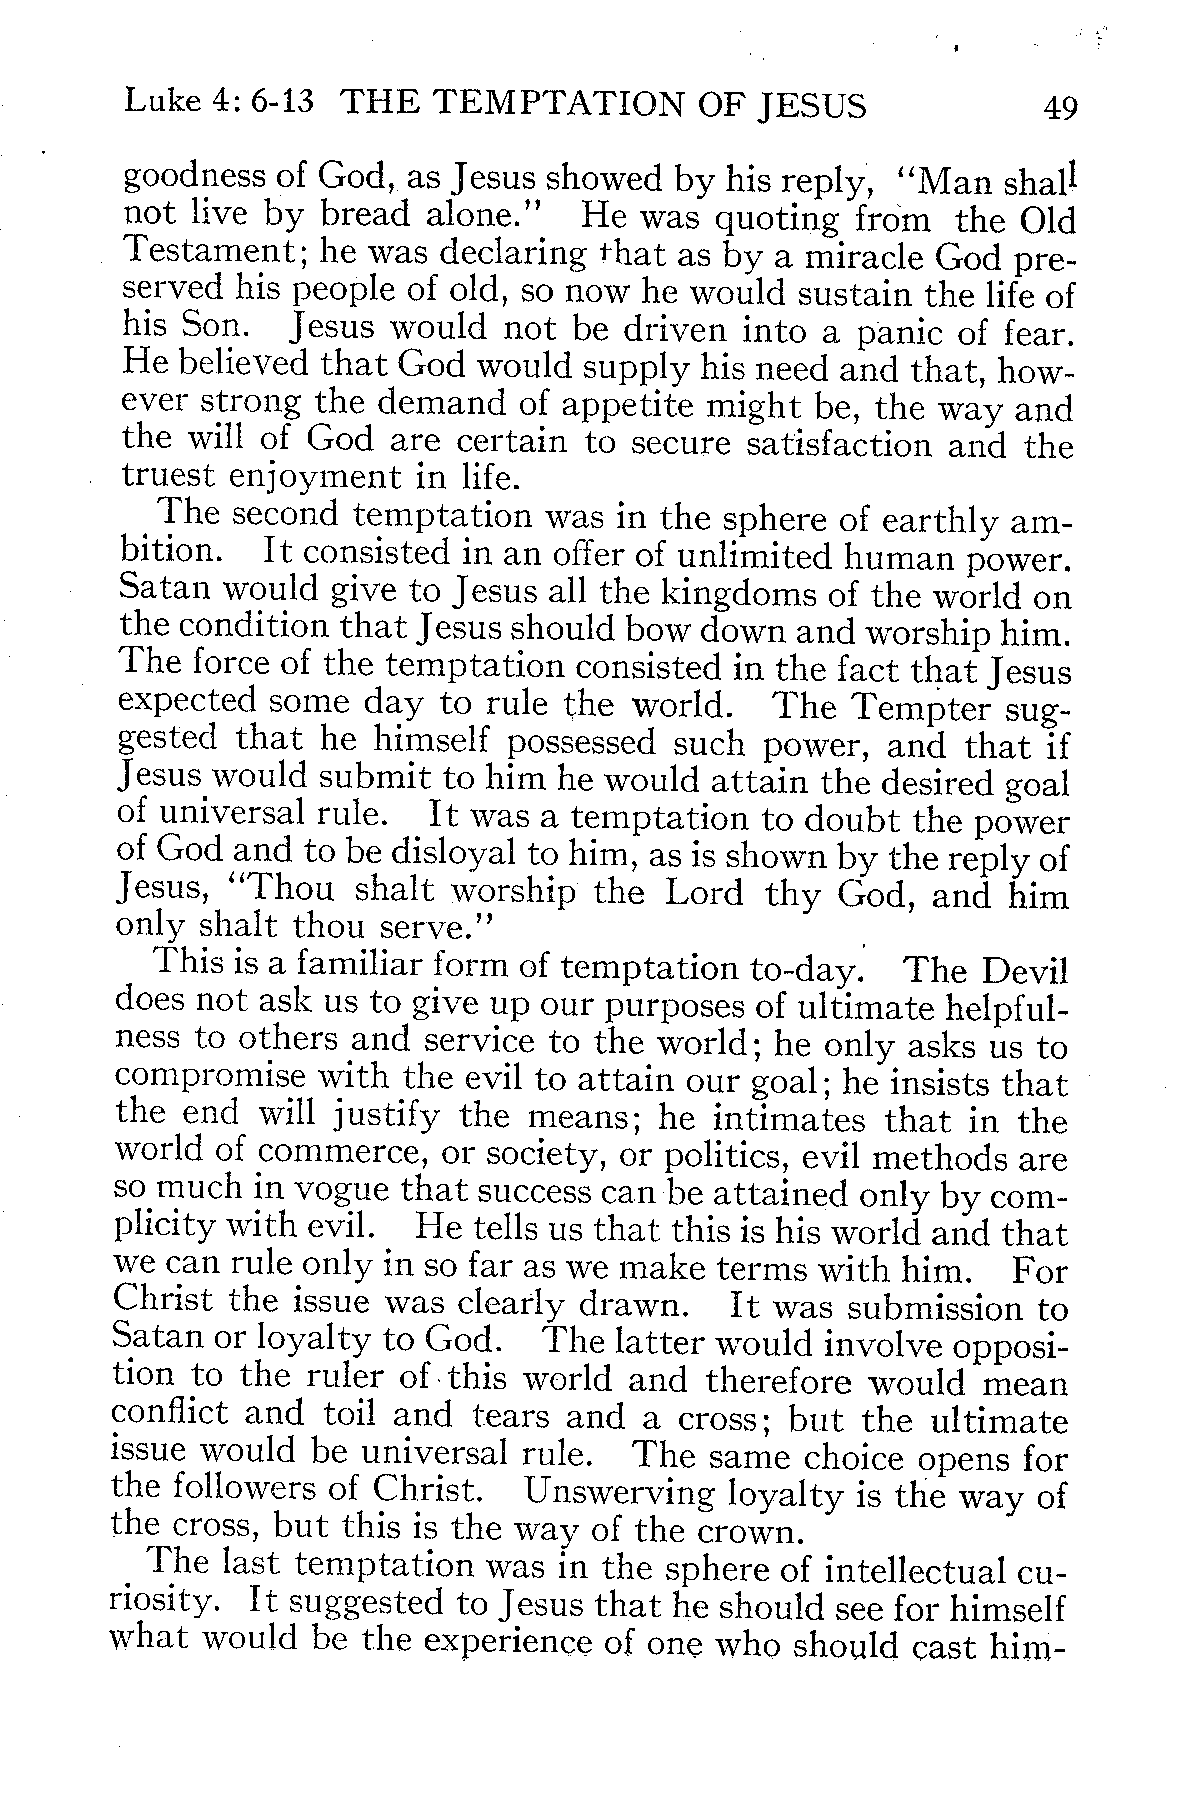 Luke 4: 6-13 THE TEMPTATION OF JESUS 49
goodness of God, as Jesus showed by his reply, “Man shall
not live by bread alone.” He was quoting from the Old
Testament; he was declaring that as by a miracle God pre-
served his people of old, so now he would sustain the life of
his Son. Jesus would not be driven into a panic of fear.
He believed that God would supply his need and that, how-
ever strong the demand of appetite might be, the way and
the will of God are certain to secure satisfaction and the
truest enjoyment in life.
The second temptation was in the sphere of earthly am-
bition. It consisted in an offer of unlimited human power.
Satan would give to Jesus all the kingdoms of the world on
the condition that Jesus should bow down and worship him.
The force of the temptation consisted in the fact that Jesus
expected some day to rule the world. The Tempter sug-
gested that he himself possessed such power, and that if
Jesus would submit to him he would attain the desired goal
of universal rule. It was a temptation to doubt the power
of God and to be disloyal to him, as is shown by the reply of
Jesus, “Thou shalt worship the Lord thy God, and him
only shalt thou serve.”
This is a familiar form of temptation to-day. The Devil
does not ask us to give up our purposes of ultimate helpful-
ness to others and service to the world; he only asks us to
compromise with the evil to attain our goal; he insists that
the end will justify the means; he intimates that in the
world of commerce, or society, or politics, evil methods are
so much in vogue that success can be attained only by com-
plicity with evil. He tells us that this is his world and that
we can rule only in so far as we make terms with him. For
Christ the issue was clearly drawn. It was submission to
Satan or loyalty to God. The latter would involve opposi-
tion to the ruler of this world and therefore would mean
conflict and toil and tears and a cross; but the ultimate
issue would be universal rule. The same choice opens for
the followers of Christ. Unswerving loyalty is the way of
the cross, but this is the way of the crown.
The last temptation was in the sphere of intellectual cu-
riosity. It suggested to Jesus that he should see for himself
what would be the experience of one who should cast him-